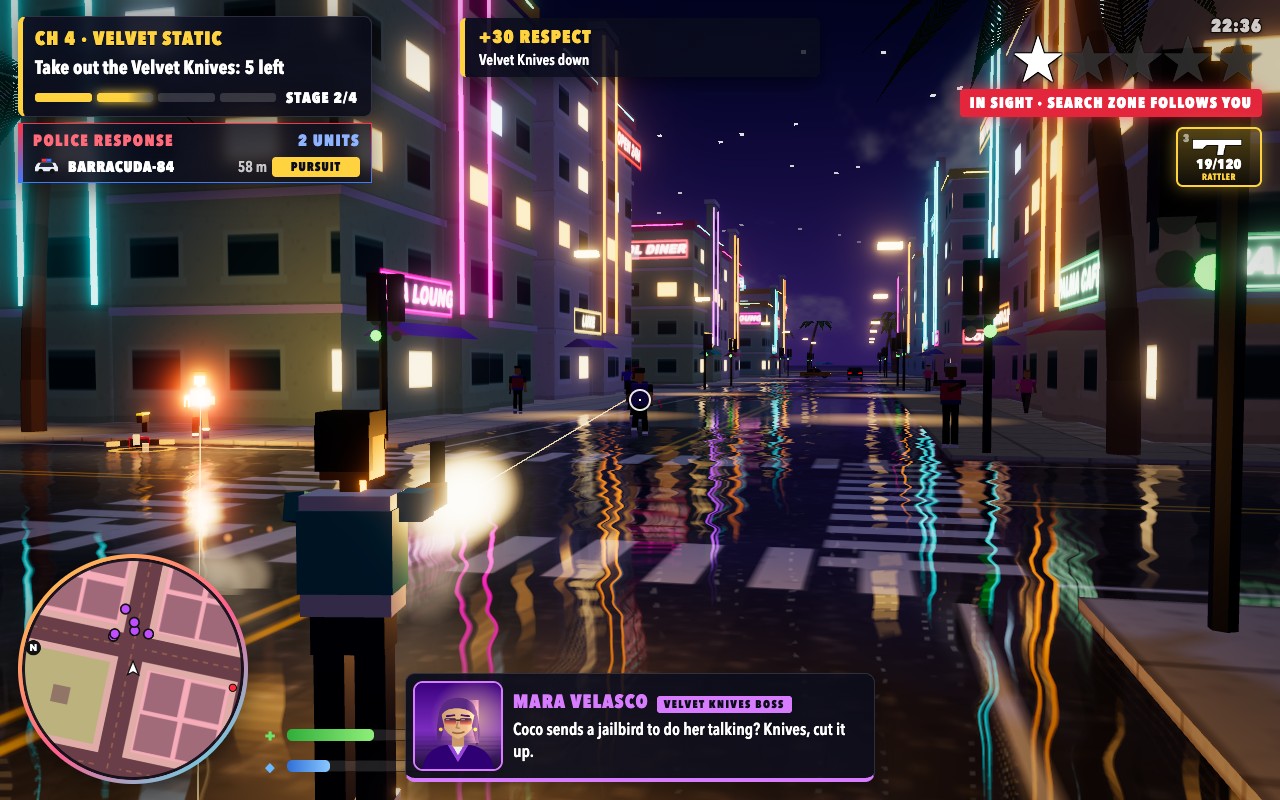 CH 4 · VELVET STATIC
Take out the Velvet Knives: 5 left
STAGE 2/4
POLICE RESPONSE
2 UNITS
BARRACUDA-84
58 m
PURSUIT
+30 RESPECT
Velvet Knives down
22:36
IN SIGHT · SEARCH ZONE FOLLOWS YOU
3
19/120
RATTLER
DINER
LOUNG
N
MARA VELASCO
VELVET KNIVES BOSS
Coco sends a jailbird to do her talking? Knives, cut it
up.